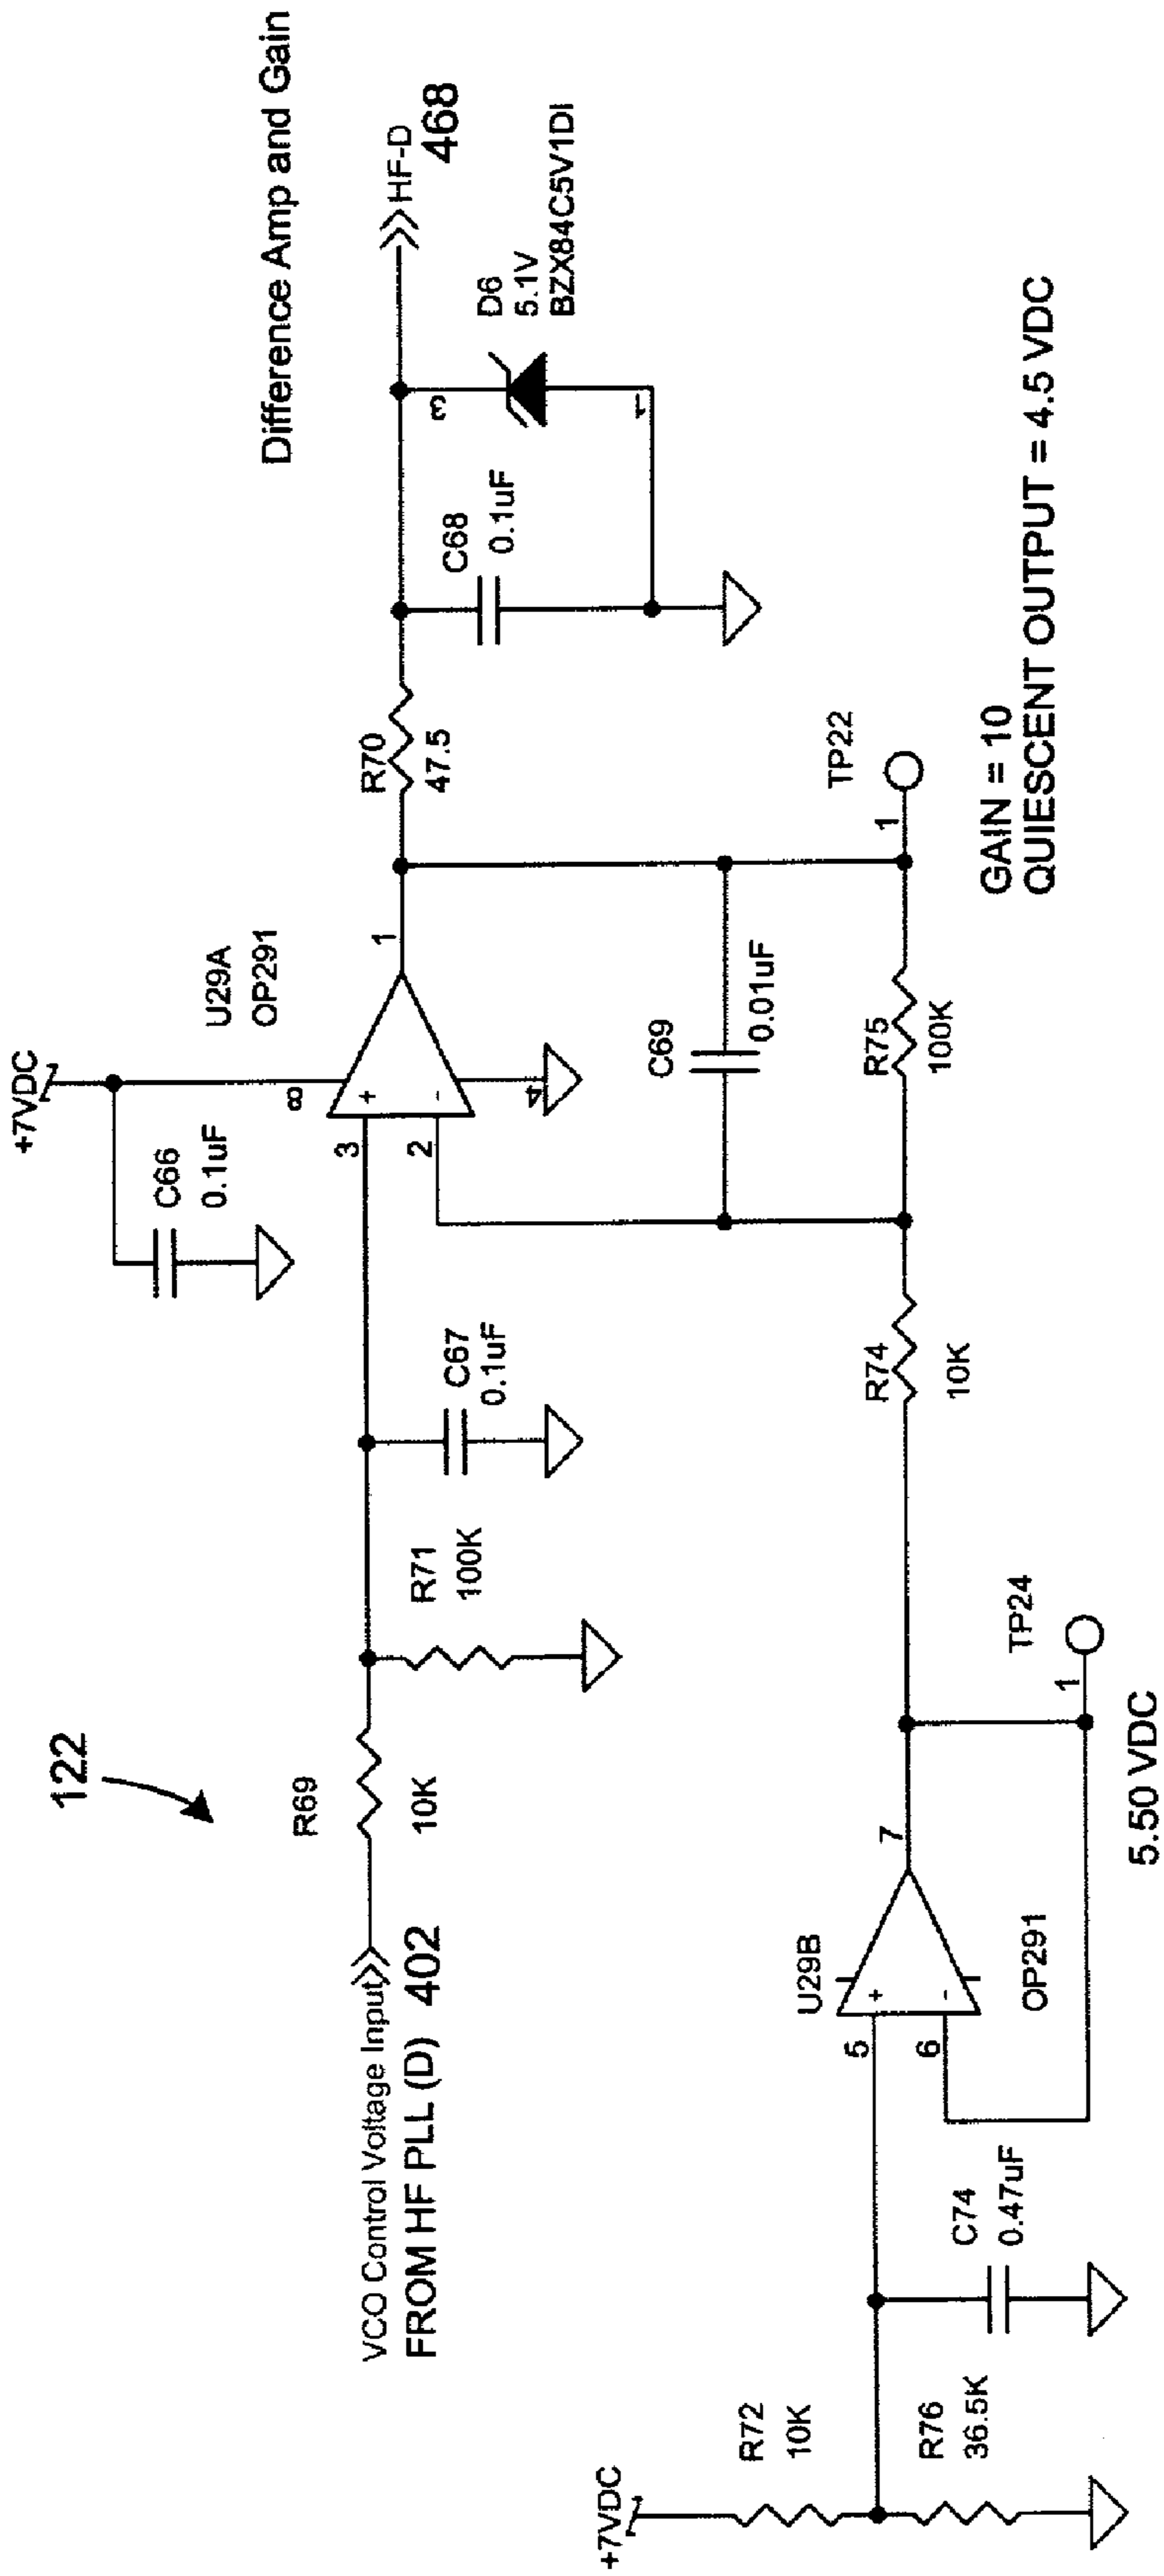 Difference Amp and Gain
122
+7VDC
C66
0.1uF
U29A
OP291
8
3
+
2
-
4
1
VCO Control Voltage Input
FROM HF PLL (D) 402
R69
10K
R71
100K
C67
0.1uF
R70
47.5
C68
0.1uF
3
1
D6
5.1V
BZX84C5V1DI
HF-D
468
C69
0.01uF
R74
10K
R75
100K
1
TP22
GAIN = 10
QUIESCENT OUTPUT = 4.5 VDC
+7VDC
R72
10K
R76
36.5K
C74
0.47uF
U29B
5
+
6
-
7
OP291
1
TP24
5.50 VDC